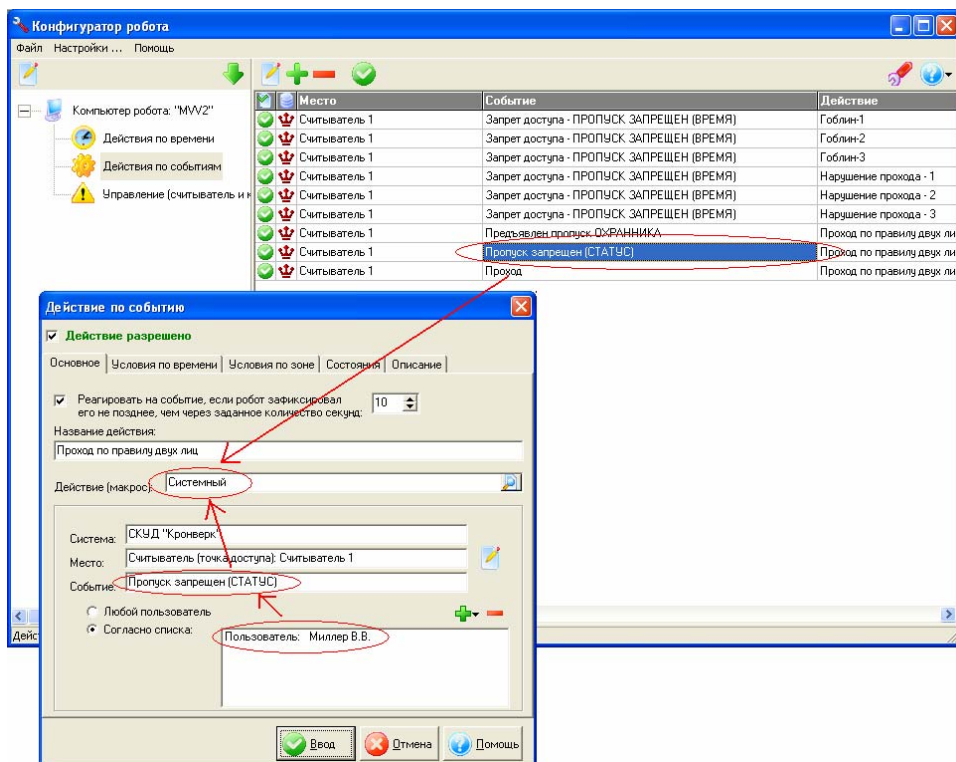 Конфигуратор робота
Файл Настройки ... Помощь
Компьютер робота: "MVV2"
Действия по времени
Действия по событиям
Управление (считыватель и к
Место Событие Действие
Считыватель 1 Запрет доступа - ПРОПУСК ЗАПРЕЩЕН (ВРЕМЯ) Гоблин-1
Считыватель 1 Запрет доступа - ПРОПУСК ЗАПРЕЩЕН (ВРЕМЯ) Гоблин-2
Считыватель 1 Запрет доступа - ПРОПУСК ЗАПРЕЩЕН (ВРЕМЯ) Гоблин-3
Считыватель 1 Запрет доступа - ПРОПУСК ЗАПРЕЩЕН (ВРЕМЯ) Нарушение прохода - 1
Считыватель 1 Запрет доступа - ПРОПУСК ЗАПРЕЩЕН (ВРЕМЯ) Нарушение прохода - 2
Считыватель 1 Запрет доступа - ПРОПУСК ЗАПРЕЩЕН (ВРЕМЯ) Нарушение прохода - 3
Считыватель 1 Предъявлен пропуск ОХРАННИКА Проход по правилу двух ли
Считыватель 1 Пропуск запрещен (СТАТУС) Проход по правилу двух ли
Считыватель 1 Проход Проход по правилу двух ли
Дейс
Действие по событию
Действие разрешено
Основное Условия по времени Условия по зоне Состояния Описание
Реагировать на событие, если робот зафиксировал
его не позднее, чем через заданное количество секунд: 10
Название действия:
Проход по правилу двух лиц
Действие (макрос): Системный
Система: СКУД "Кронверк"
Место: Считыватель (точка доступа): Считыватель 1
Событие: Пропуск запрещен (СТАТУС)
Любой пользователь
Согласно списка:
Пользователь: Миллер В.В.
Ввод Отмена Помощь